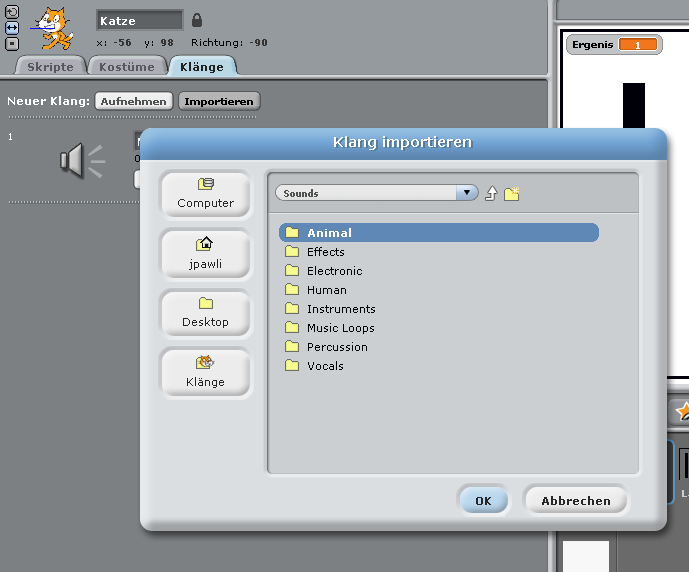 Katze
x: -56 y: 98 Richtung: -90
Skripte Kostüme Klänge
Neuer Klang: Aufnehmen Importieren
1
Ergenis 1
Klang importieren
Computer
jpawli
Desktop
Klänge
Sounds
Animal
Effects
Electronic
Human
Instruments
Music Loops
Percussion
Vocals
OK Abbrechen